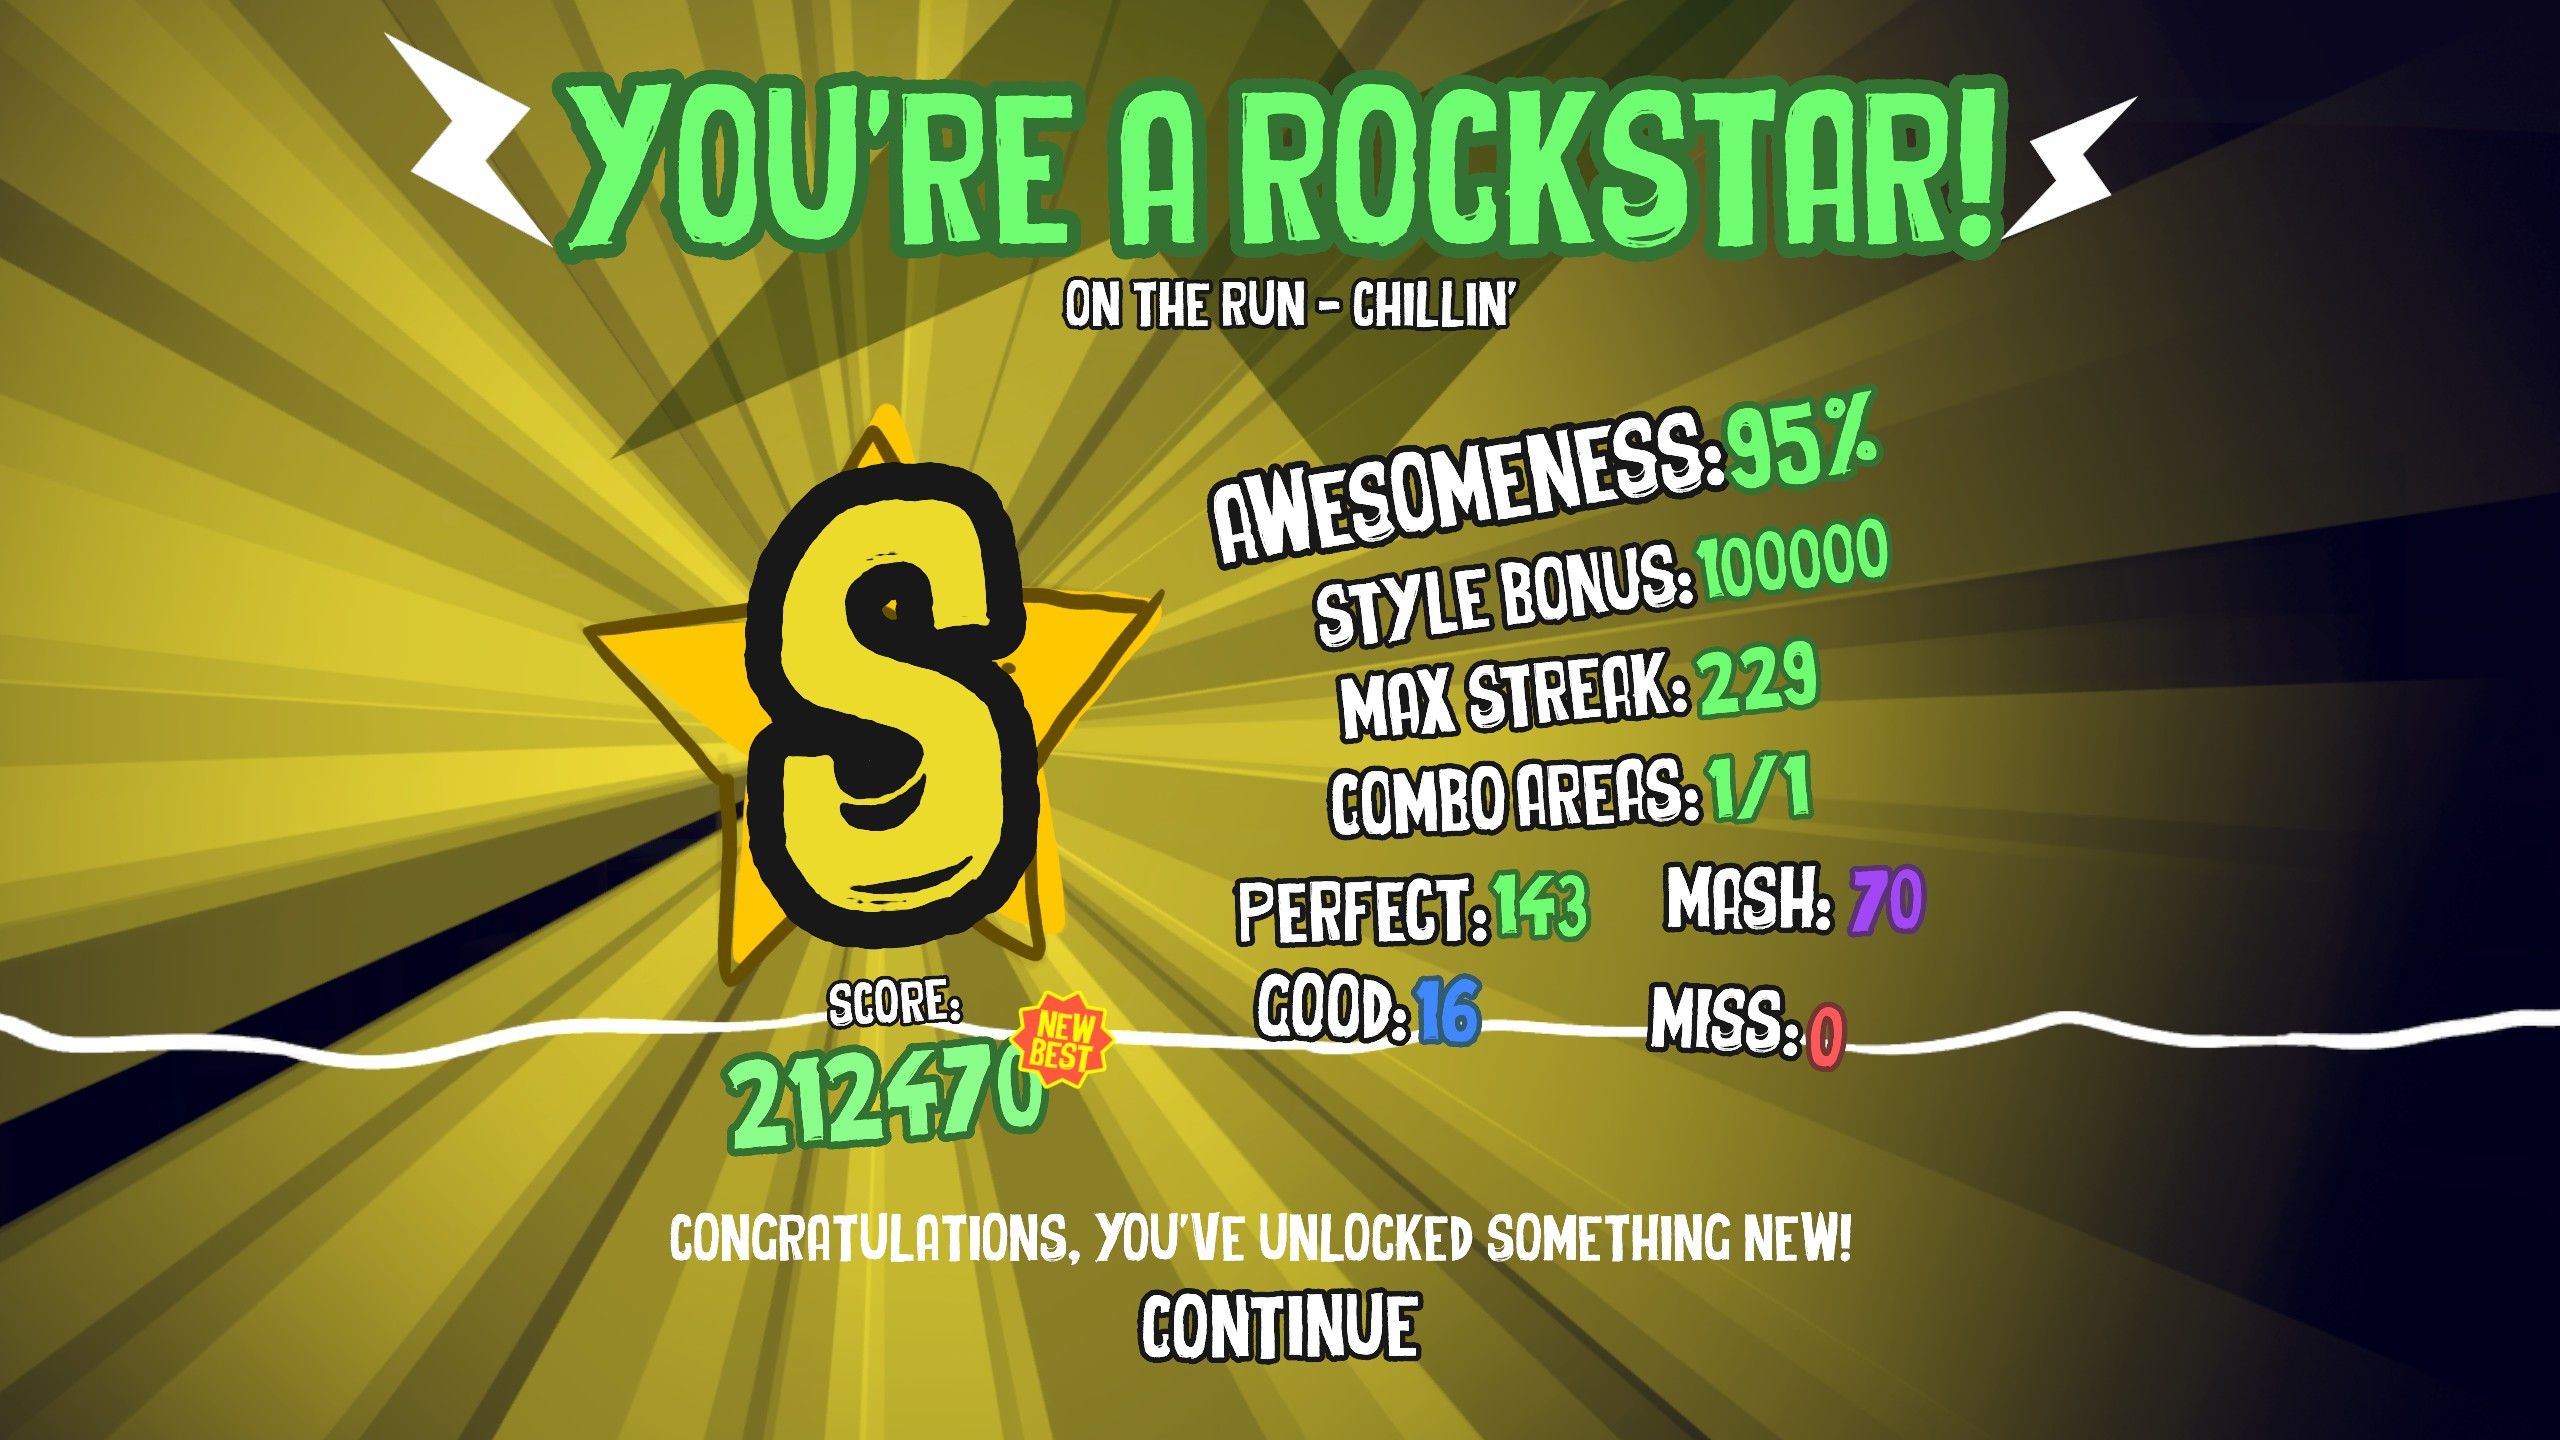 YOU'RE A ROCKSTAR!
ON THE RUN - CHILLIN'
S
AWESOMENESS: 95%
STYLE BONUS: 100000
MAX STREAK: 229
COMBO AREAS: 1/1
PERFECT: 143 MASH: 70
GOOD: 16 MISS: 0
SCORE:
NEW BEST
212470
CONGRATULATIONS, YOU'VE UNLOCKED SOMETHING NEW!
CONTINUE